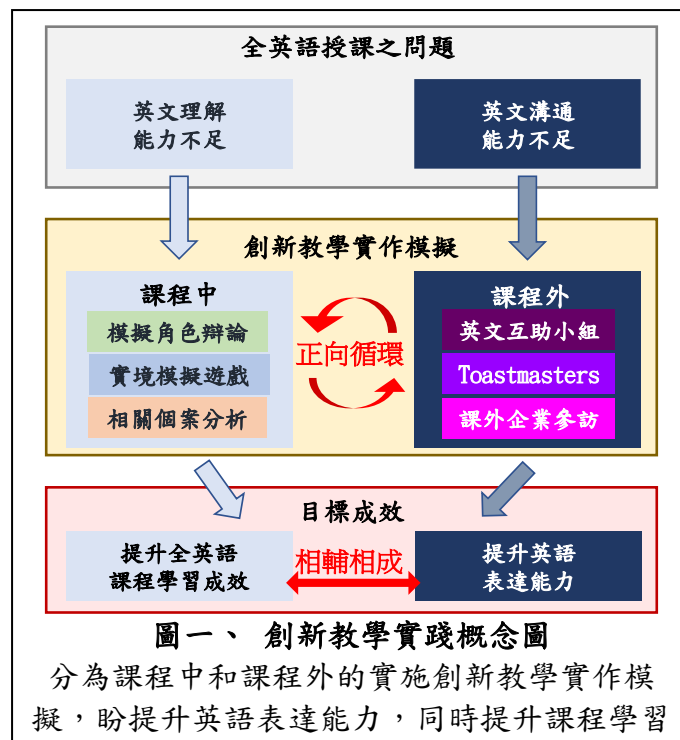 全英語授課之問題
英文理解
能力不足
英文溝通
能力不足
創新教學實作模擬
課程中
模擬角色辯論
實境模擬遊戲
相關個案分析
正向循環
課程外
英文互助小組
Toastmasters
課外企業參訪
目標成效
提升全英語
課程學習成效
相輔相成
提升英語
表達能力
圖一、 創新教學實踐概念圖
分為課程中和課程外的實施創新教學實作模
擬，盼提升英語表達能力，同時提升課程學習